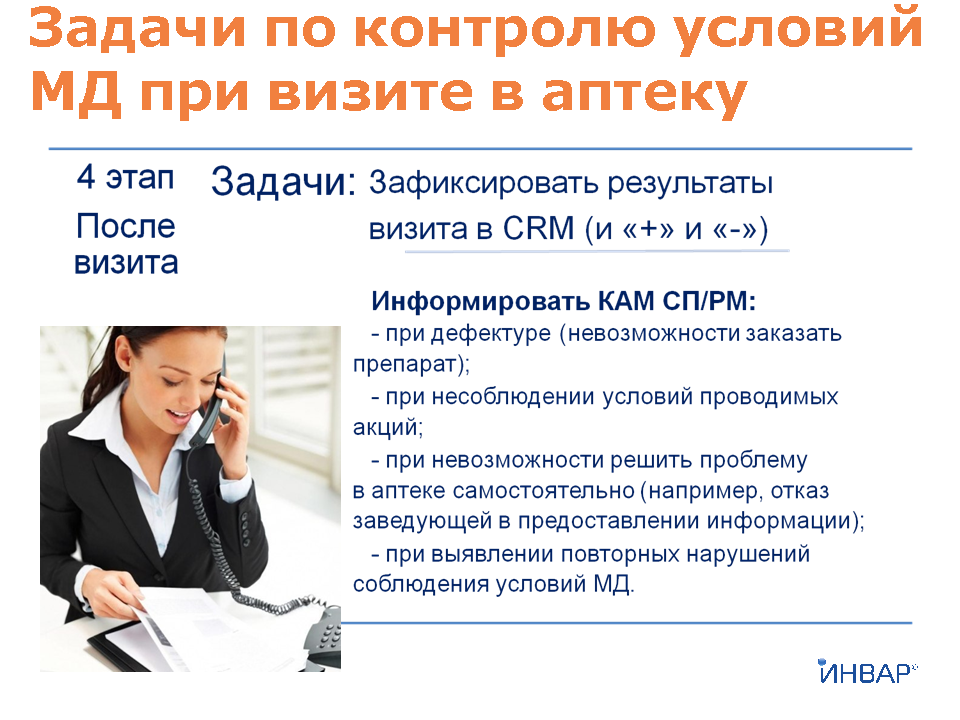 Задачи по контролю условий
МД при визите в аптеку
4 этап
После
визита
Задачи: Зафиксировать результаты
визита в CRM (и «+» и «-»)
Информировать КАМ СП/РМ:
- при дефектуре (невозможности заказать
препарат);
- при несоблюдении условий проводимых
акций;
- при невозможности решить проблему
в аптеке самостоятельно (например, отказ
заведующей в предоставлении информации);
- при выявлении повторных нарушений
соблюдения условий МД.
ИНВАР